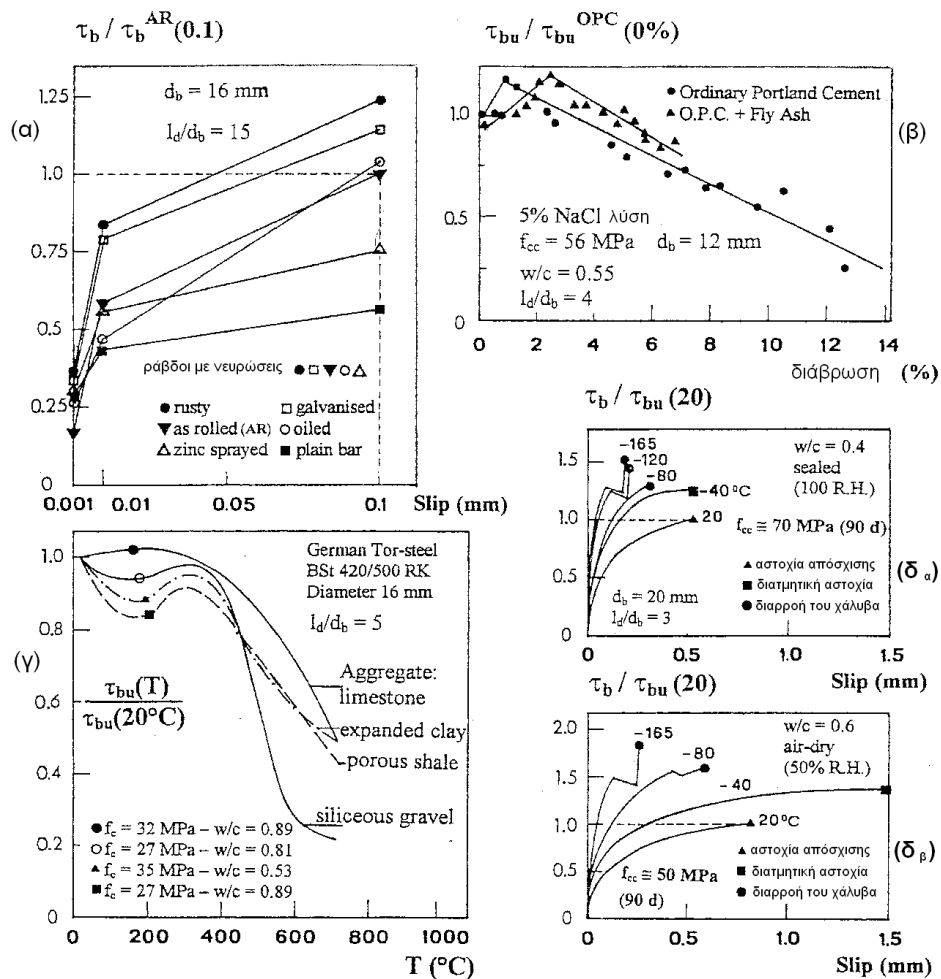 τb / τb^AR (0.1)
(α)
1.25
1.0
0.75
0.5
0.25
0
db = 16 mm
ld/db = 15
ράβδοι με νευρώσεις ● □ ▼ ○ △
● rusty □ galvanised
▼ as rolled (AR) ○ oiled
△ zinc sprayed ■ plain bar
0.001 0.01 0.05 0.1 Slip (mm)
τbu / τbu^OPC (0%)
(β)
1.0
0.5
0
● Ordinary Portland Cement
▲ O.P.C. + Fly Ash
5% NaCl λύση
fcc = 56 MPa db = 12 mm
w/c = 0.55
ld/db = 4
0 2 4 6 8 10 12 14
διάβρωση (%)
(γ)
1.0
0.8
0.6
0.4
0.2
0
τbu(T)
τbu(20°C)
German Tor-steel
BSt 420/500 RK
Diameter 16 mm
ld/db = 5
Aggregate:
limestone
expanded clay
porous shale
siliceous gravel
● fc = 32 MPa – w/c = 0.89
○ fc = 27 MPa – w/c = 0.81
▲ fc = 35 MPa – w/c = 0.53
■ fc = 27 MPa – w/c = 0.89
0 200 400 600 800 1000
T (°C)
τb / τbu (20)
(δα)
1.5
1.0
0.5
0
-165
-120
-80
-40°C
20
w/c = 0.4
sealed
(100 R.H.)
fcc ≅ 70 MPa (90 d)
▲ αστοχία απόσχισης
■ διατμητική αστοχία
● διαρροή του χάλυβα
db = 20 mm
ld/db = 3
0 0.5 1.0 1.5
Slip (mm)
τb / τbu (20)
(δβ)
2.0
1.5
1.0
0.5
0
-165
-80
-40
20°C
w/c = 0.6
air-dry
(50% R.H.)
▲ αστοχία απόσχισης
■ διατμητική αστοχία
● διαρροή του χάλυβα
fcc ≅ 50 MPa
(90 d)
0 0.5 1.0 1.5
Slip (mm)